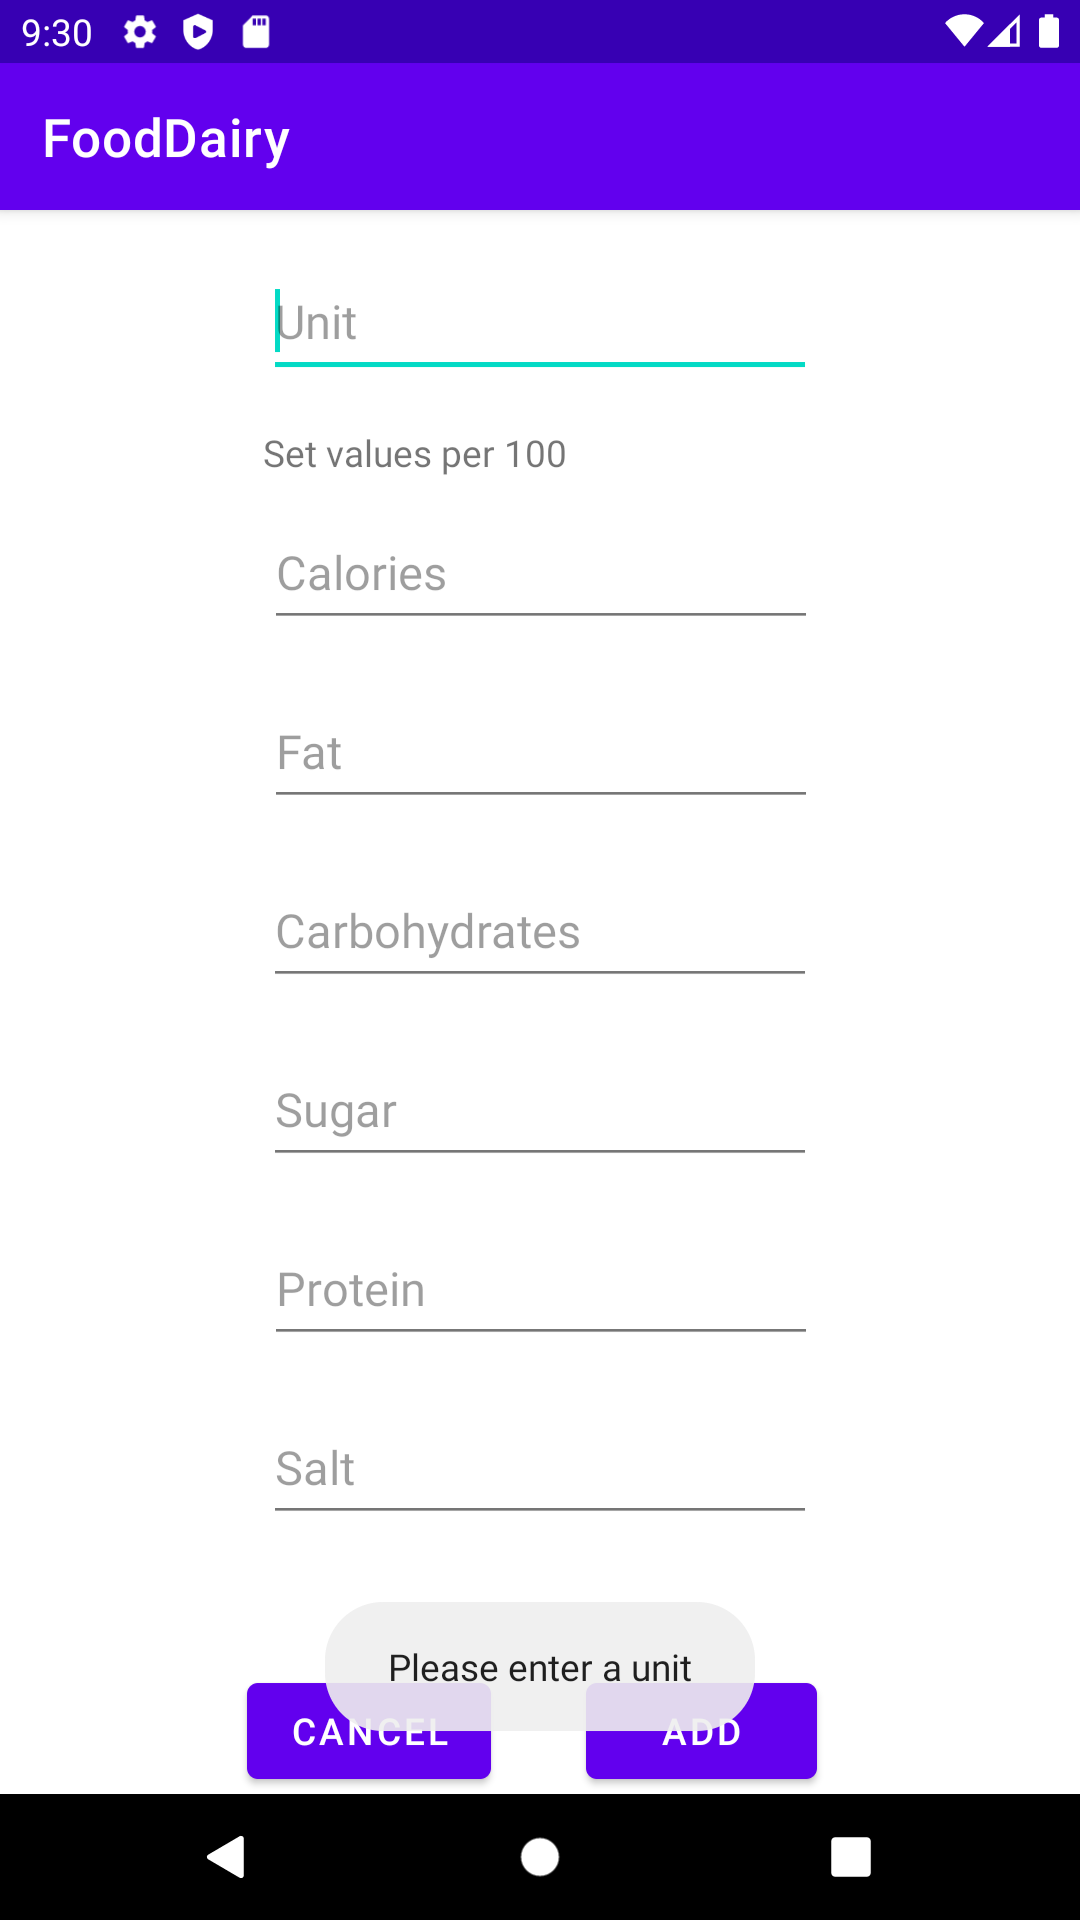 9:30
FoodDairy
Unit
Set values per 100
Calories
Fat
Carbohydrates
Sugar
Protein
Salt
Please enter a unit
CANCEL ADD